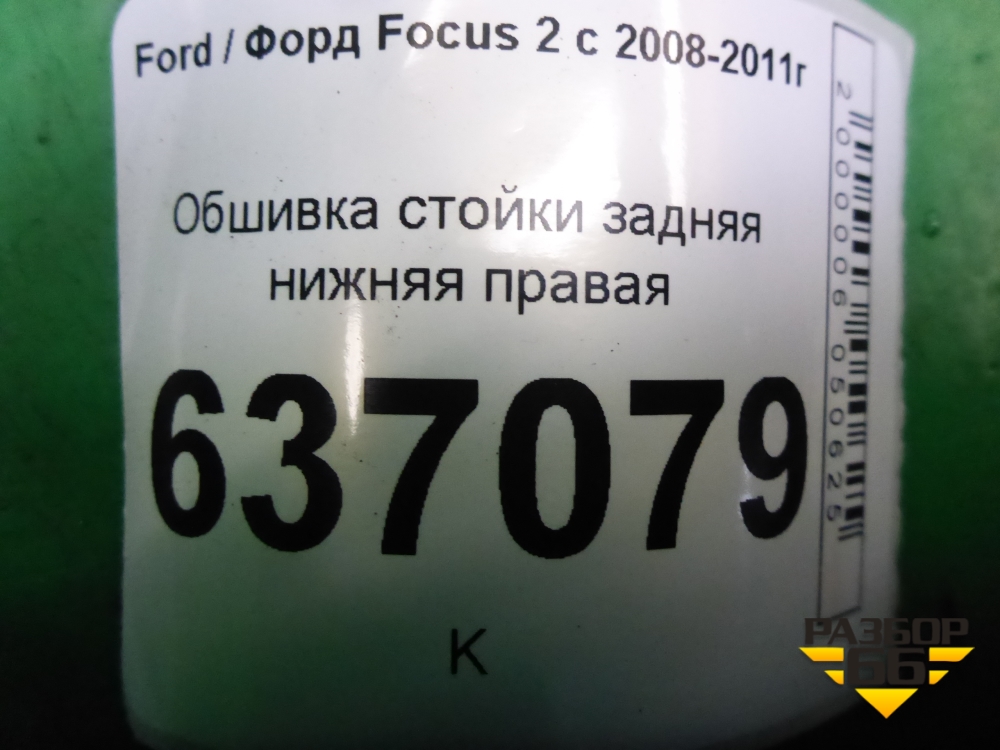 Ford / Форд Focus 2 с 2008-2011г
Обшивка стойки задняя
нижняя правая
637079
К
2000006050625
РАЗБОР
66